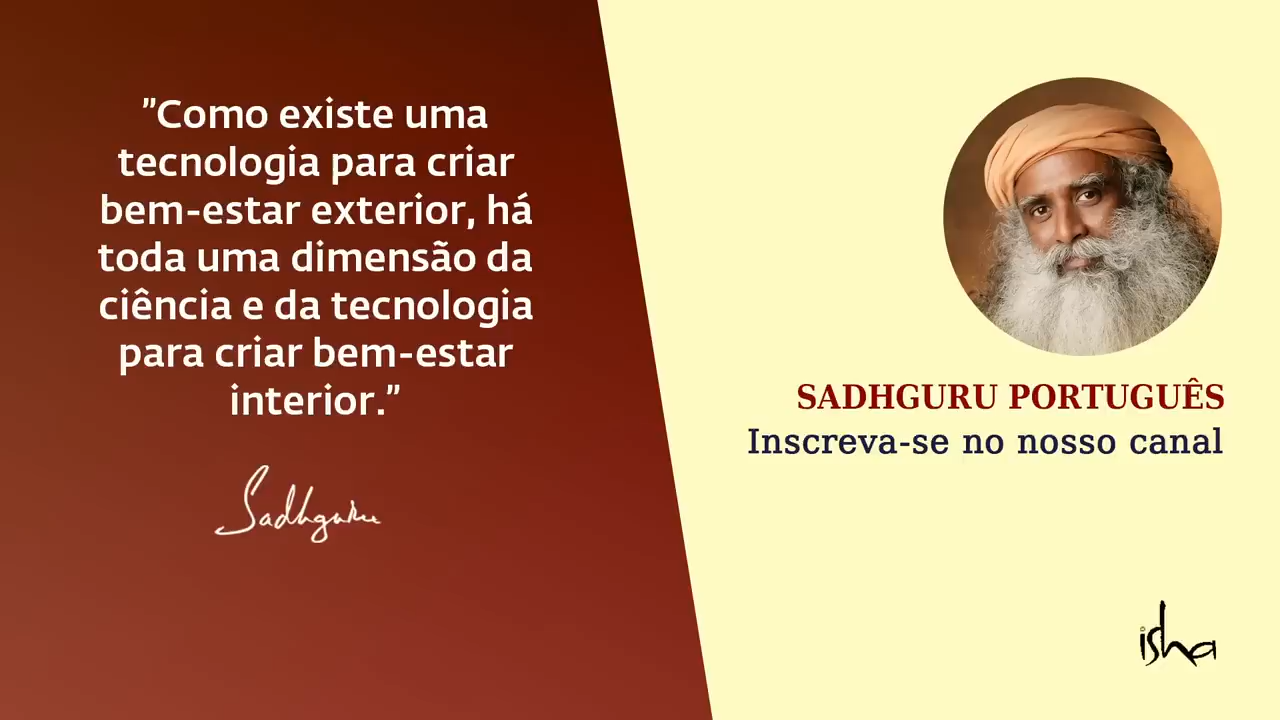 "Como existe uma
tecnologia para criar
bem-estar exterior, há
toda uma dimensão da
ciência e da tecnologia
para criar bem-estar
interior."
Sadhguru
SADHGURU PORTUGUÊS
Inscreva-se no nosso canal
isha